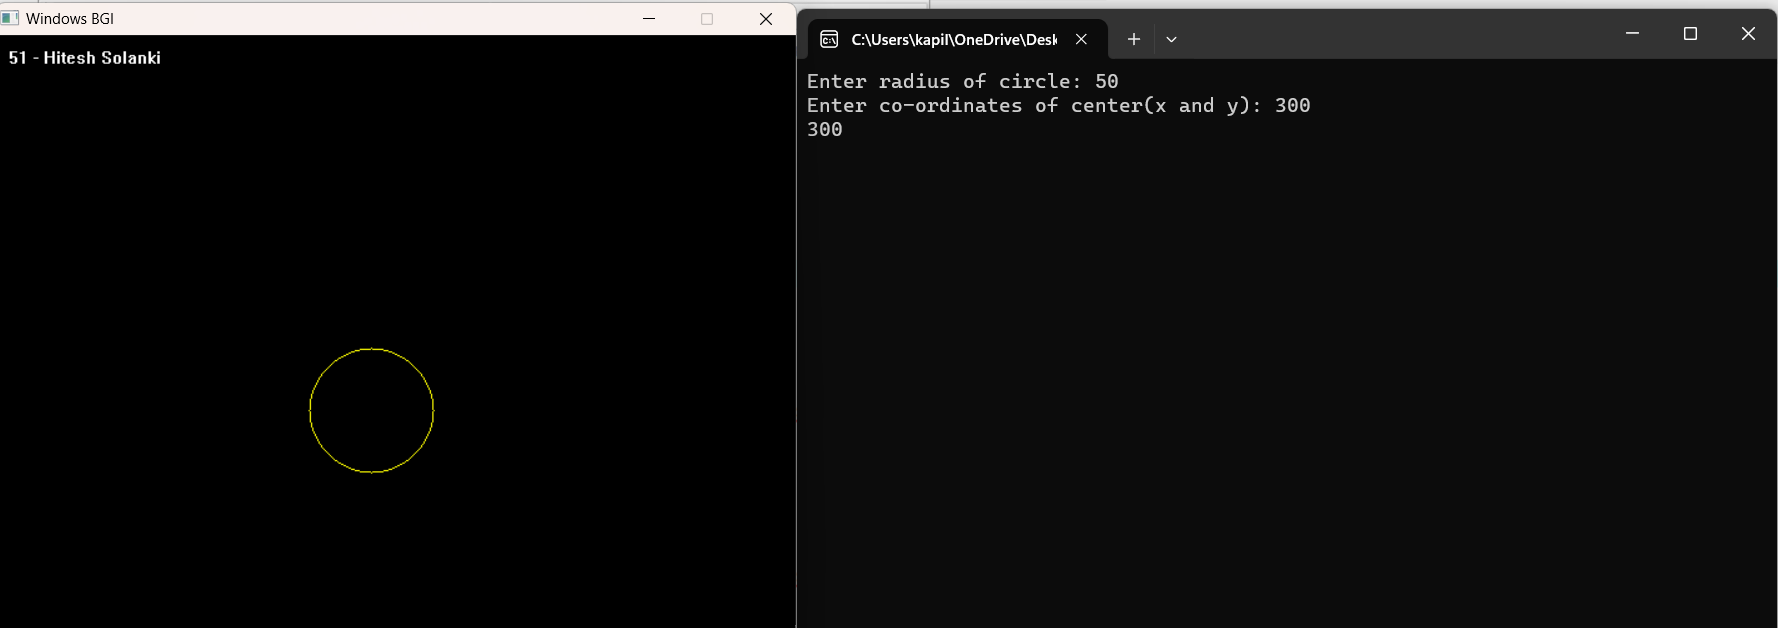 Windows BGI
51 - Hitesh Solanki
C:\Users\kapil\OneDrive\Desk
Enter radius of circle: 50
Enter co-ordinates of center(x and y): 300
300